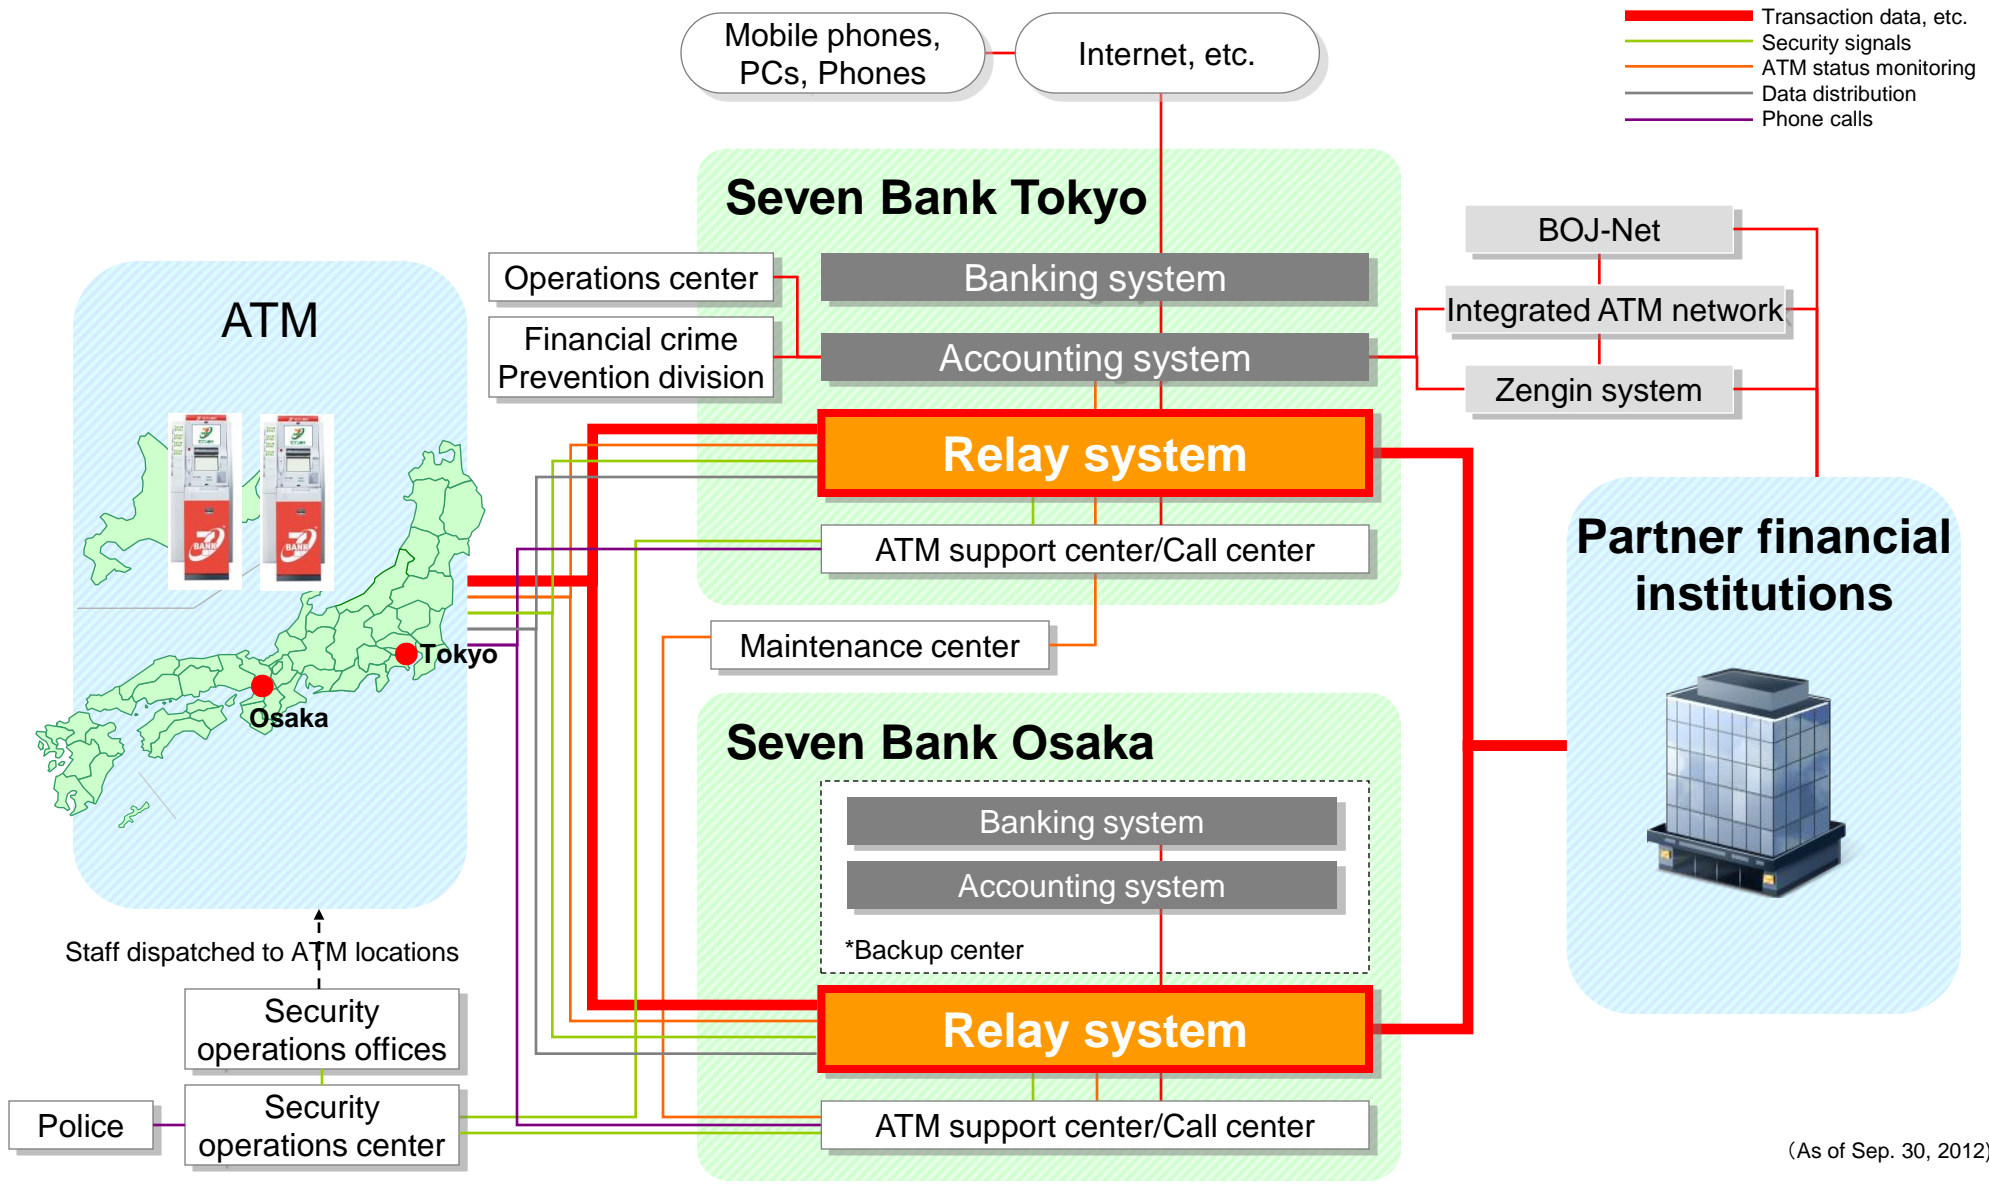 Transaction data, etc.
Security signals
ATM status monitoring
Data distribution
Phone calls
Mobile phones,
PCs, Phones
Internet, etc.
Seven Bank Tokyo
Operations center
Banking system
Financial crime
Prevention division
Accounting system
Relay system
ATM support center/Call center
BOJ-Net
Integrated ATM network
Zengin system
ATM
BANK
BANK
Tokyo
Osaka
Partner financial
institutions
Maintenance center
Seven Bank Osaka
Banking system
Accounting system
*Backup center
Relay system
ATM support center/Call center
Staff dispatched to ATM locations
Security
operations offices
Security
operations center
Police
(As of Sep. 30, 2012)